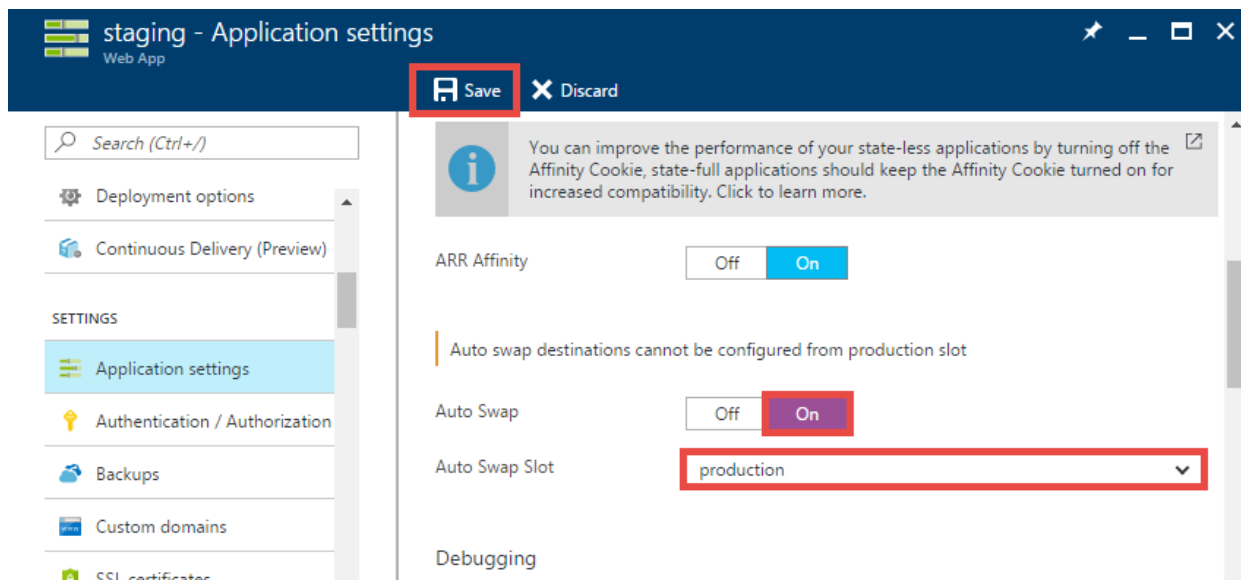 staging - Application settings
Web App
Save
Discard
Search (Ctrl+/)
Deployment options
Continuous Delivery (Preview)
SETTINGS
Application settings
Authentication / Authorization
Backups
Custom domains
SSL certificates
You can improve the performance of your state-less applications by turning off the
Affinity Cookie, state-full applications should keep the Affinity Cookie turned on for
increased compatibility. Click to learn more.
ARR Affinity
Off
On
Auto swap destinations cannot be configured from production slot
Auto Swap
Off
On
Auto Swap Slot
production
Debugging